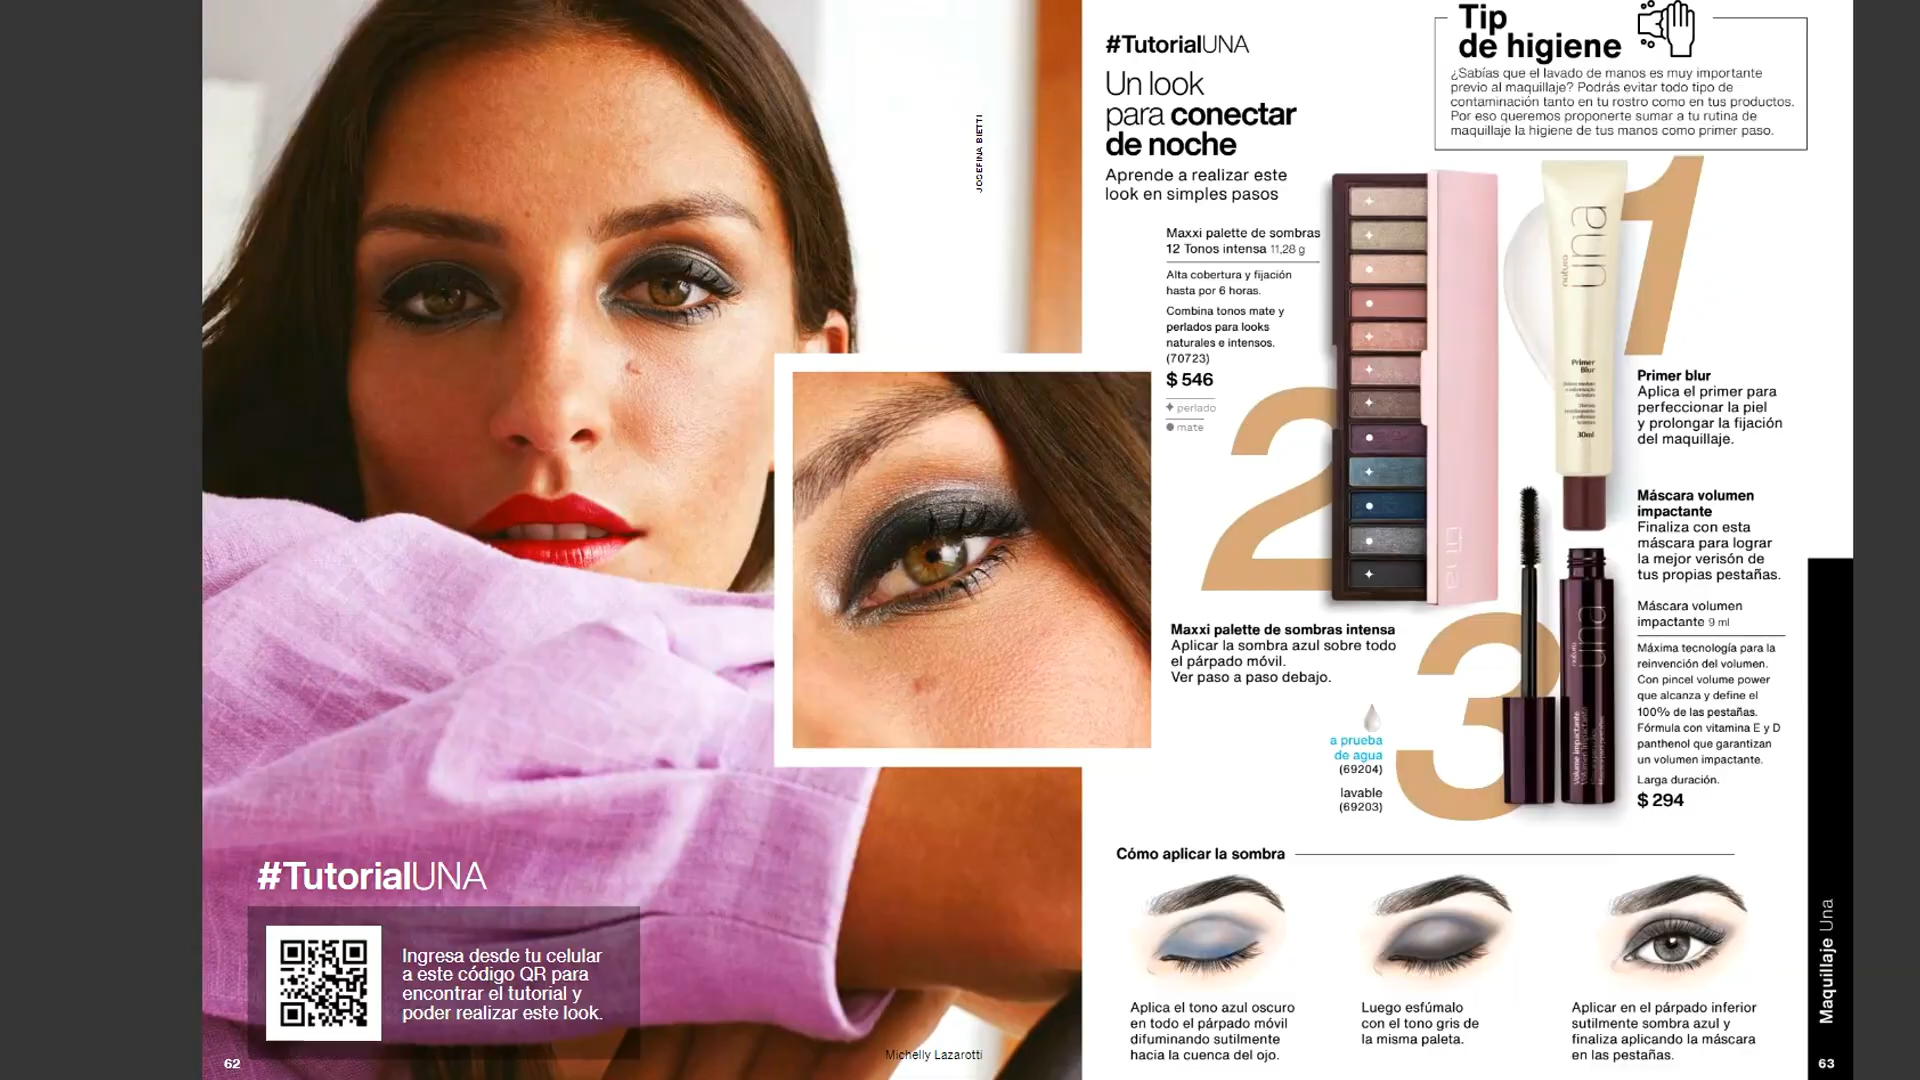 JOSEFINA BIETTI
#TutorialUNA
Ingresa desde tu celular
a este código QR para
encontrar el tutorial y
poder realizar este look.
62
Michelly Lazarotti
#TutorialUNA
Un look
para conectar
de noche
Aprende a realizar este
look en simples pasos
Tip
de higiene
¿Sabías que el lavado de manos es muy importante
previo al maquillaje? Podrás evitar todo tipo de
contaminación tanto en tu rostro como en tus productos.
Por eso queremos proponerte sumar a tu rutina de
maquillaje la higiene de tus manos como primer paso.
Maxxi palette de sombras
12 Tonos intensa 11,28 g
Alta cobertura y fijación
hasta por 6 horas.
Combina tonos mate y
perlados para looks
naturales e intensos.
(70723)
$ 546
perlado
mate
1
natura
una
Primer
Blur
30ml
Primer blur
Aplica el primer para
perfeccionar la piel
y prolongar la fijación
del maquillaje.
2
una
Maxxi palette de sombras intensa
Aplicar la sombra azul sobre todo
el párpado móvil.
Ver paso a paso debajo.
3
natura
una
Máscara volumen
impactante
Finaliza con esta
máscara para lograr
la mejor verisón de
tus propias pestañas.
Máscara volumen
impactante 9 ml
Máxima tecnología para la
reinvención del volumen.
Con pincel volume power
que alcanza y define el
100% de las pestañas.
Fórmula con vitamina E y D
panthenol que garantizan
un volumen impactante.
Larga duración.
$ 294
a prueba
de agua
(69204)
lavable
(69203)
Cómo aplicar la sombra
Aplica el tono azul oscuro
en todo el párpado móvil
difuminando sutilmente
hacia la cuenca del ojo.
Luego esfúmalo
con el tono gris de
la misma paleta.
Aplicar en el párpado inferior
sutilmente sombra azul y
finaliza aplicando la máscara
en las pestañas.
Maquillaje Una
63